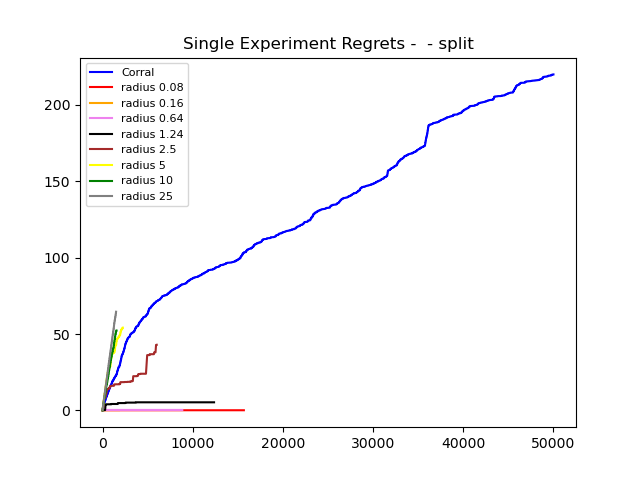 Single Experiment Regrets -  - split
Corral
radius 0.08
radius 0.16
radius 0.64
radius 1.24
radius 2.5
radius 5
radius 10
radius 25
200
150
100
50
0
0 10000 20000 30000 40000 50000